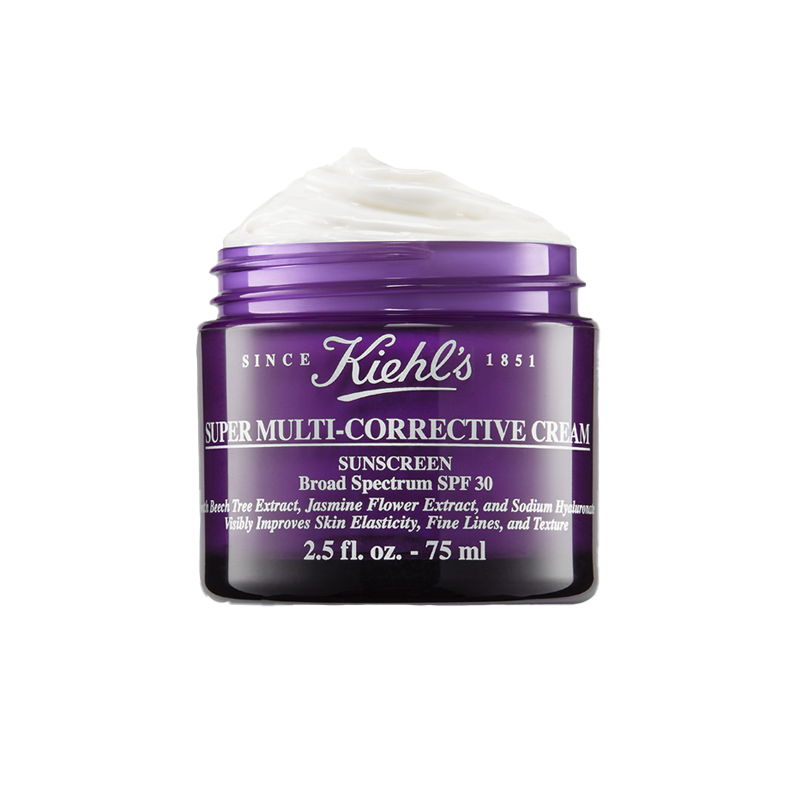 SINCE Kiehl's 1851
SUPER MULTI-CORRECTIVE CREAM
SUNSCREEN
Broad Spectrum SPF 30
Beech Tree Extract, Jasmine Flower Extract, and Sodium
Visibly Improves Skin Elasticity, Fine Lines, and Texture
2.5 fl. oz. - 75 ml